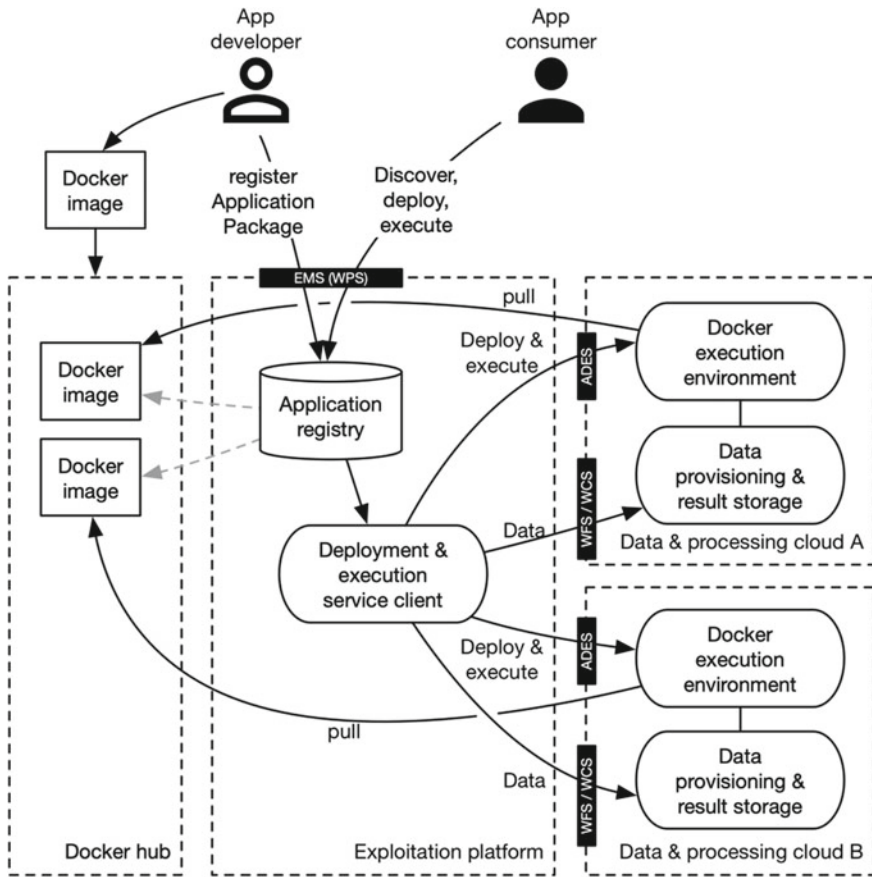 App
developer
App
consumer
Docker
image
register
Application
Package
Discover,
deploy,
execute
EMS (WPS)
pull
Docker
image
Docker
image
Application
registry
Deploy &
execute
ADES
Docker
execution
environment
Data
provisioning &
result storage
WFS / WCS
Data
Data & processing cloud A
Deployment &
execution
service client
Deploy &
execute
ADES
Docker
execution
environment
pull
Data
WFS / WCS
Data
provisioning &
result storage
Docker hub
Exploitation platform
Data & processing cloud B